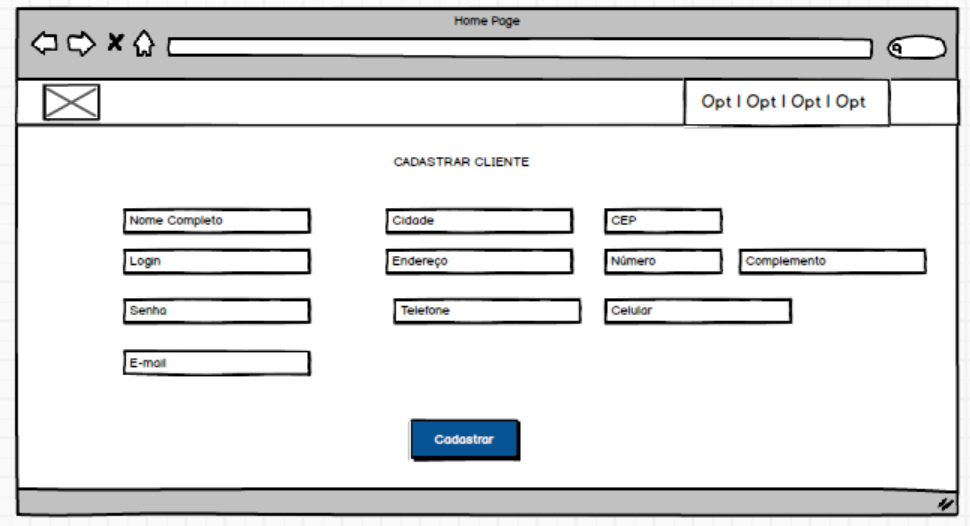 Home Page
Opt | Opt | Opt | Opt
CADASTRAR CLIENTE
Nome Completo
Cidade
CEP
Login
Endereço
Número
Complemento
Senha
Telefone
Celular
E-mail
Cadastrar